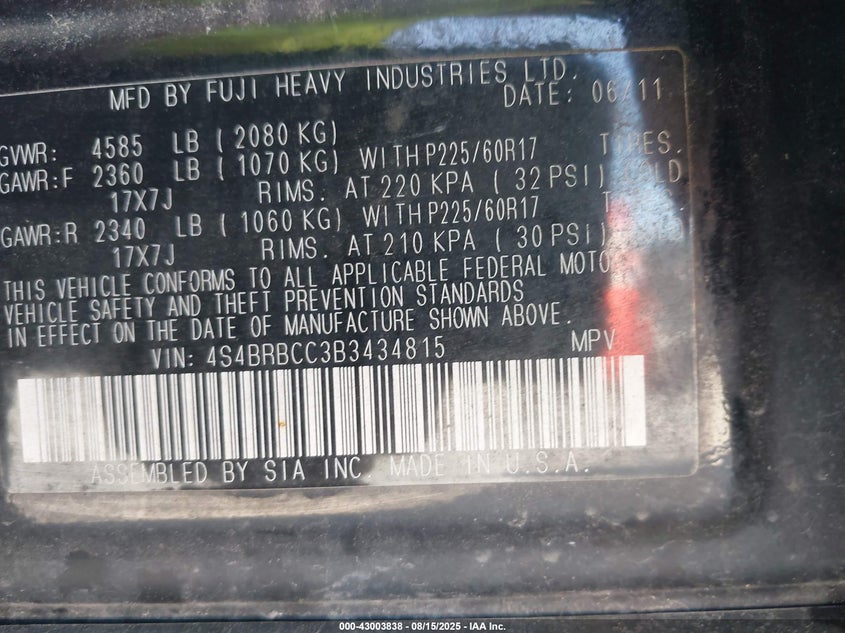 MFD BY FUJI HEAVY INDUSTRIES LTD.
DATE: 06/11
GVWR: 4585 LB (2080 KG)
GAWR:F 2360 LB (1070 KG) WITH P225/60R17 TIRES.
17X7J RIMS. AT 220 KPA (32 PSI) COLD
GAWR:R 2340 LB (1060 KG) WITH P225/60R17
17X7J RIMS. AT 210 KPA (30 PSI)
THIS VEHICLE CONFORMS TO ALL APPLICABLE FEDERAL MOTOR
VEHICLE SAFETY AND THEFT PREVENTION STANDARDS
IN EFFECT ON THE DATE OF MANUFACTURE SHOWN ABOVE.
VIN: 4S4BRBCC3B3434815 MPV
ASSEMBLED BY SIA INC. MADE IN U.S.A.
000-43003838 - 08/15/2025 - IAA Inc.